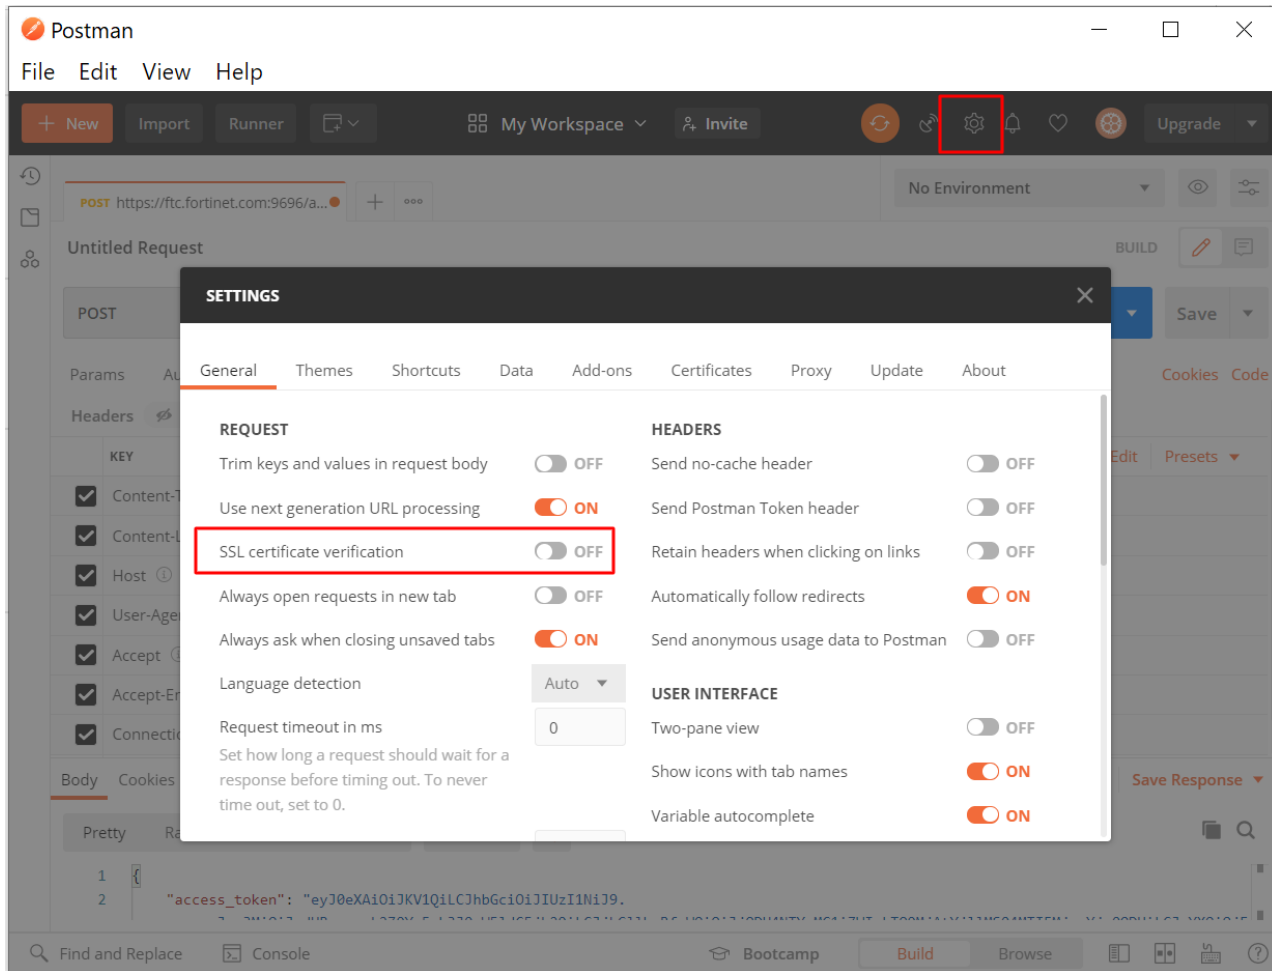 Postman
File Edit View Help
New Import Runner My Workspace Invite Upgrade
POST https://ftc.fortinet.com:9696/a... No Environment
Untitled Request BUILD
SETTINGS
POST Save
General Themes Shortcuts Data Add-ons Certificates Proxy Update About
Params Au Cookies Code
Headers
REQUEST
Trim keys and values in request body OFF
Use next generation URL processing ON
SSL certificate verification OFF
Always open requests in new tab OFF
Always ask when closing unsaved tabs ON
Language detection Auto
Request timeout in ms 0
Set how long a request should wait for a
response before timing out. To never
time out, set to 0.
HEADERS
Send no-cache header OFF
Send Postman Token header OFF
Retain headers when clicking on links OFF
Automatically follow redirects ON
Send anonymous usage data to Postman OFF
USER INTERFACE
Two-pane view OFF
Show icons with tab names ON
Variable autocomplete ON
KEY Edit Presets
Content-T
Content-L
Host
User-Age
Accept
Accept-En
Connectio
Body Cookies Save Response
Pretty Ra
1 {
2 "access_token": "eyJ0eXAiOiJKV1QiLCJhbGciOiJIUzI1NiJ9.
Find and Replace Console Bootcamp Build Browse